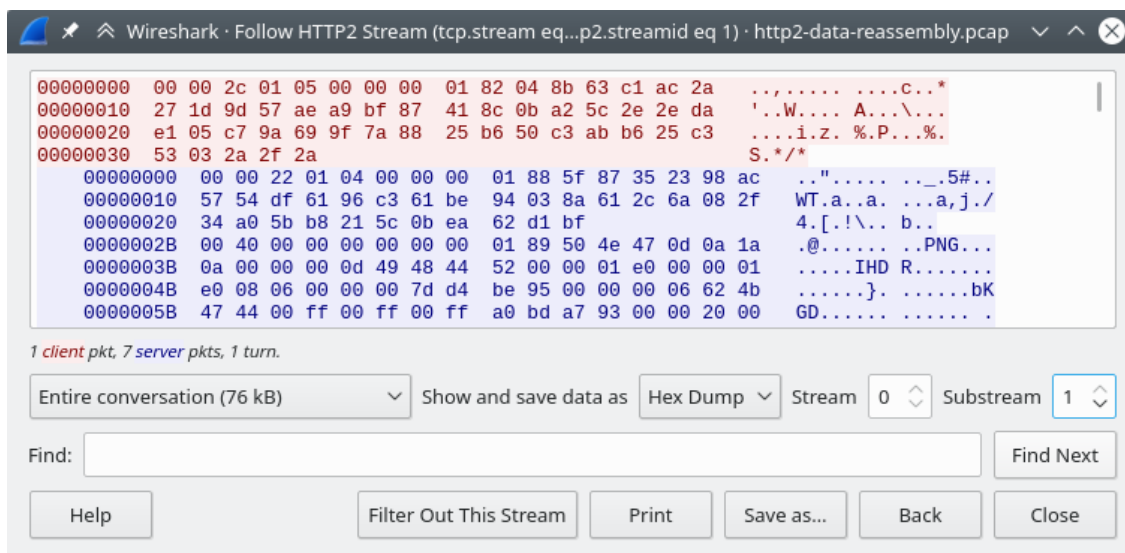 Wireshark · Follow HTTP2 Stream (tcp.stream eq...p2.streamid eq 1) · http2-data-reassembly.pcap
00000000  00 00 2c 01 05 00 00 00  01 82 04 8b 63 c1 ac 2a   ..,..... ....c..*
00000010  27 1d 9d 57 ae a9 bf 87  41 8c 0b a2 5c 2e 2e da   '..W.... A...\...
00000020  e1 05 c7 9a 69 9f 7a 88  25 b6 50 c3 ab b6 25 c3   ....i.z. %.P...%.
00000030  53 03 2a 2f 2a                                     S.*/*
00000000  00 00 22 01 04 00 00 00  01 88 5f 87 35 23 98 ac   .."..... .._.5#..
00000010  57 54 df 61 96 c3 61 be  94 03 8a 61 2c 6a 08 2f   WT.a..a. ...a,j./
00000020  34 a0 5b b8 21 5c 0b ea  62 d1 bf                  4.[.!\.. b..
0000002B  00 40 00 00 00 00 00 00  01 89 50 4e 47 0d 0a 1a   .@...... ..PNG...
0000003B  0a 00 00 00 0d 49 48 44  52 00 00 01 e0 00 00 01   .....IHD R.......
0000004B  e0 08 06 00 00 00 7d d4  be 95 00 00 00 06 62 4b   ......}. ......bK
0000005B  47 44 00 ff 00 ff 00 ff  a0 bd a7 93 00 00 20 00   GD...... ...... .
1 client pkt, 7 server pkts, 1 turn.
Entire conversation (76 kB) Show and save data as Hex Dump Stream 0 Substream 1
Find: Find Next
Help Filter Out This Stream Print Save as... Back Close